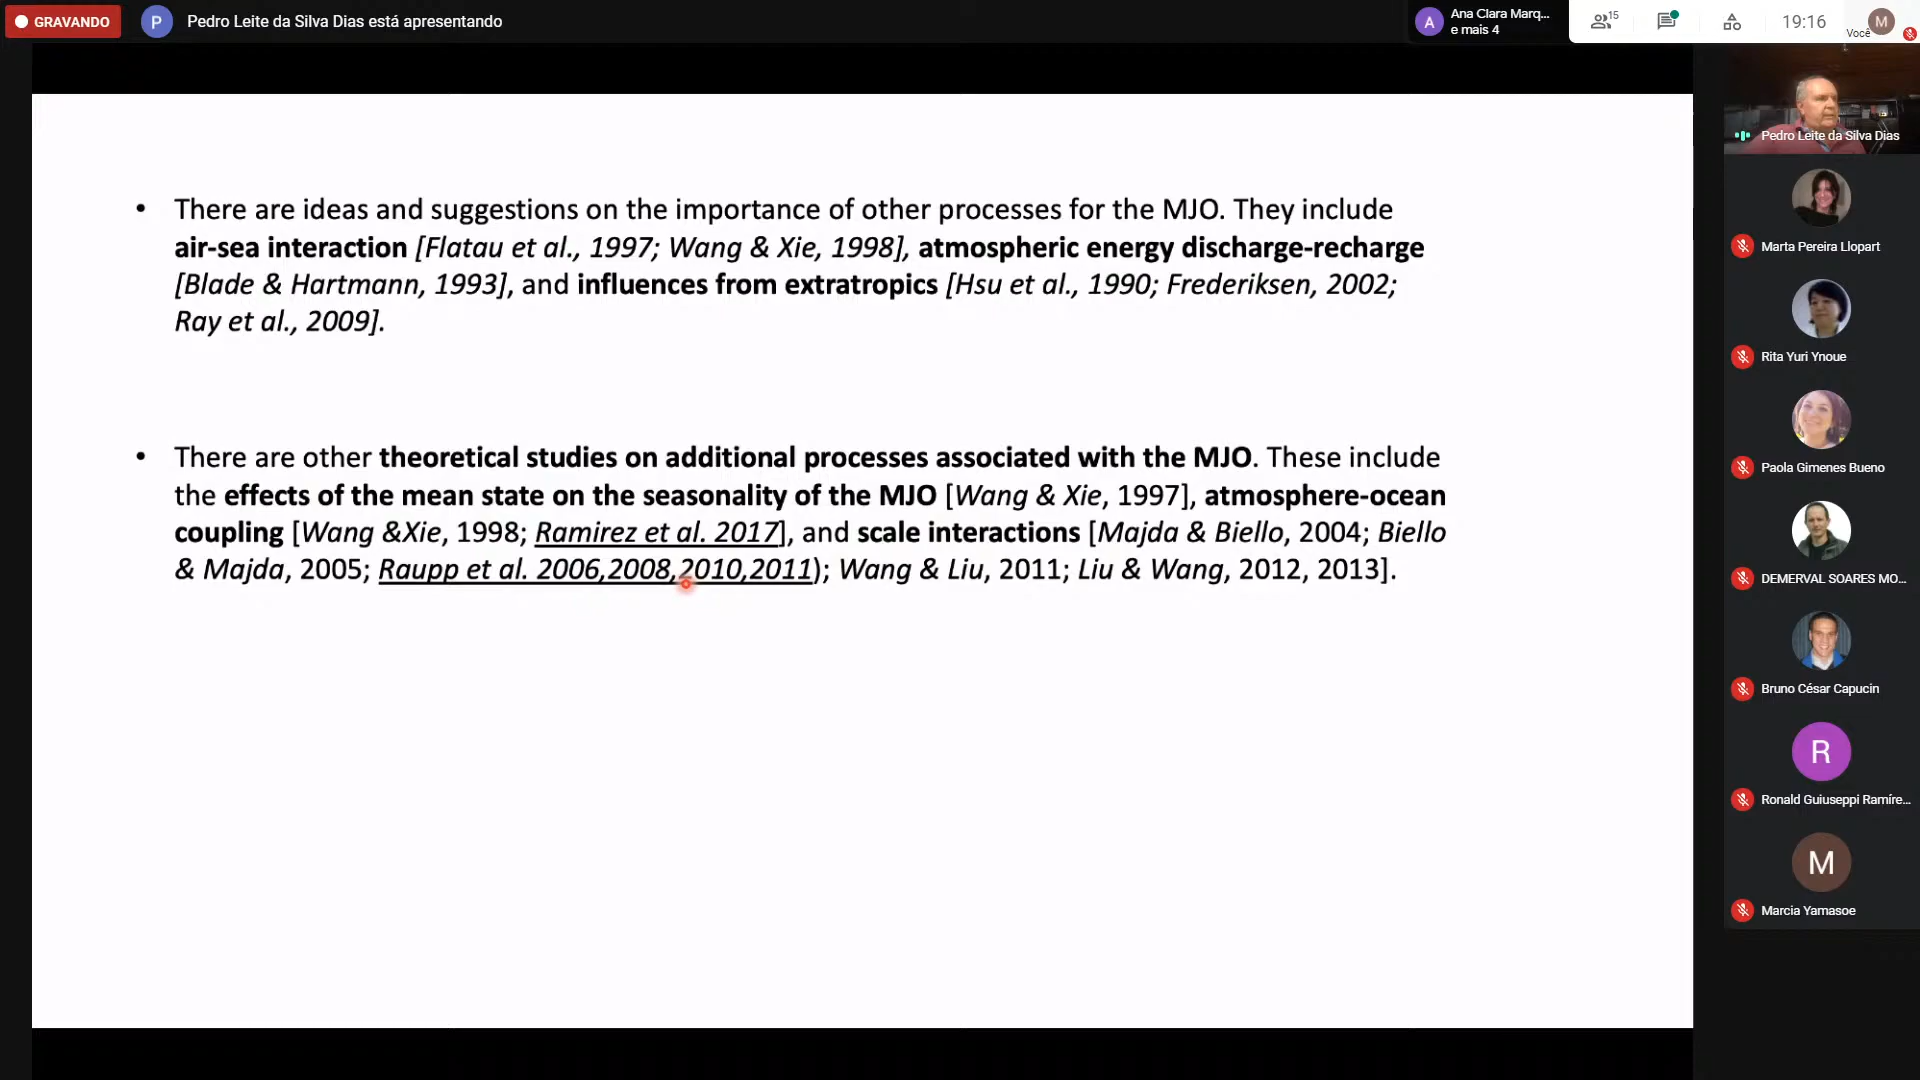 GRAVANDO
P
Pedro Leite da Silva Dias está apresentando
A
Ana Clara Marq...
e mais 4
15
19:16
Você
M
• There are ideas and suggestions on the importance of other processes for the MJO. They include
air-sea interaction [Flatau et al., 1997; Wang & Xie, 1998], atmospheric energy discharge-recharge
[Blade & Hartmann, 1993], and influences from extratropics [Hsu et al., 1990; Frederiksen, 2002;
Ray et al., 2009].
• There are other theoretical studies on additional processes associated with the MJO. These include
the effects of the mean state on the seasonality of the MJO [Wang & Xie, 1997], atmosphere-ocean
coupling [Wang &Xie, 1998; Ramirez et al. 2017], and scale interactions [Majda & Biello, 2004; Biello
& Majda, 2005; Raupp et al. 2006,2008,2010,2011); Wang & Liu, 2011; Liu & Wang, 2012, 2013].
Pedro Leite da Silva Dias
Marta Pereira Llopart
Rita Yuri Ynoue
Paola Gimenes Bueno
DEMERVAL SOARES MO...
Bruno César Capucin
R
Ronald Guiuseppi Ramíre...
M
Marcia Yamasoe